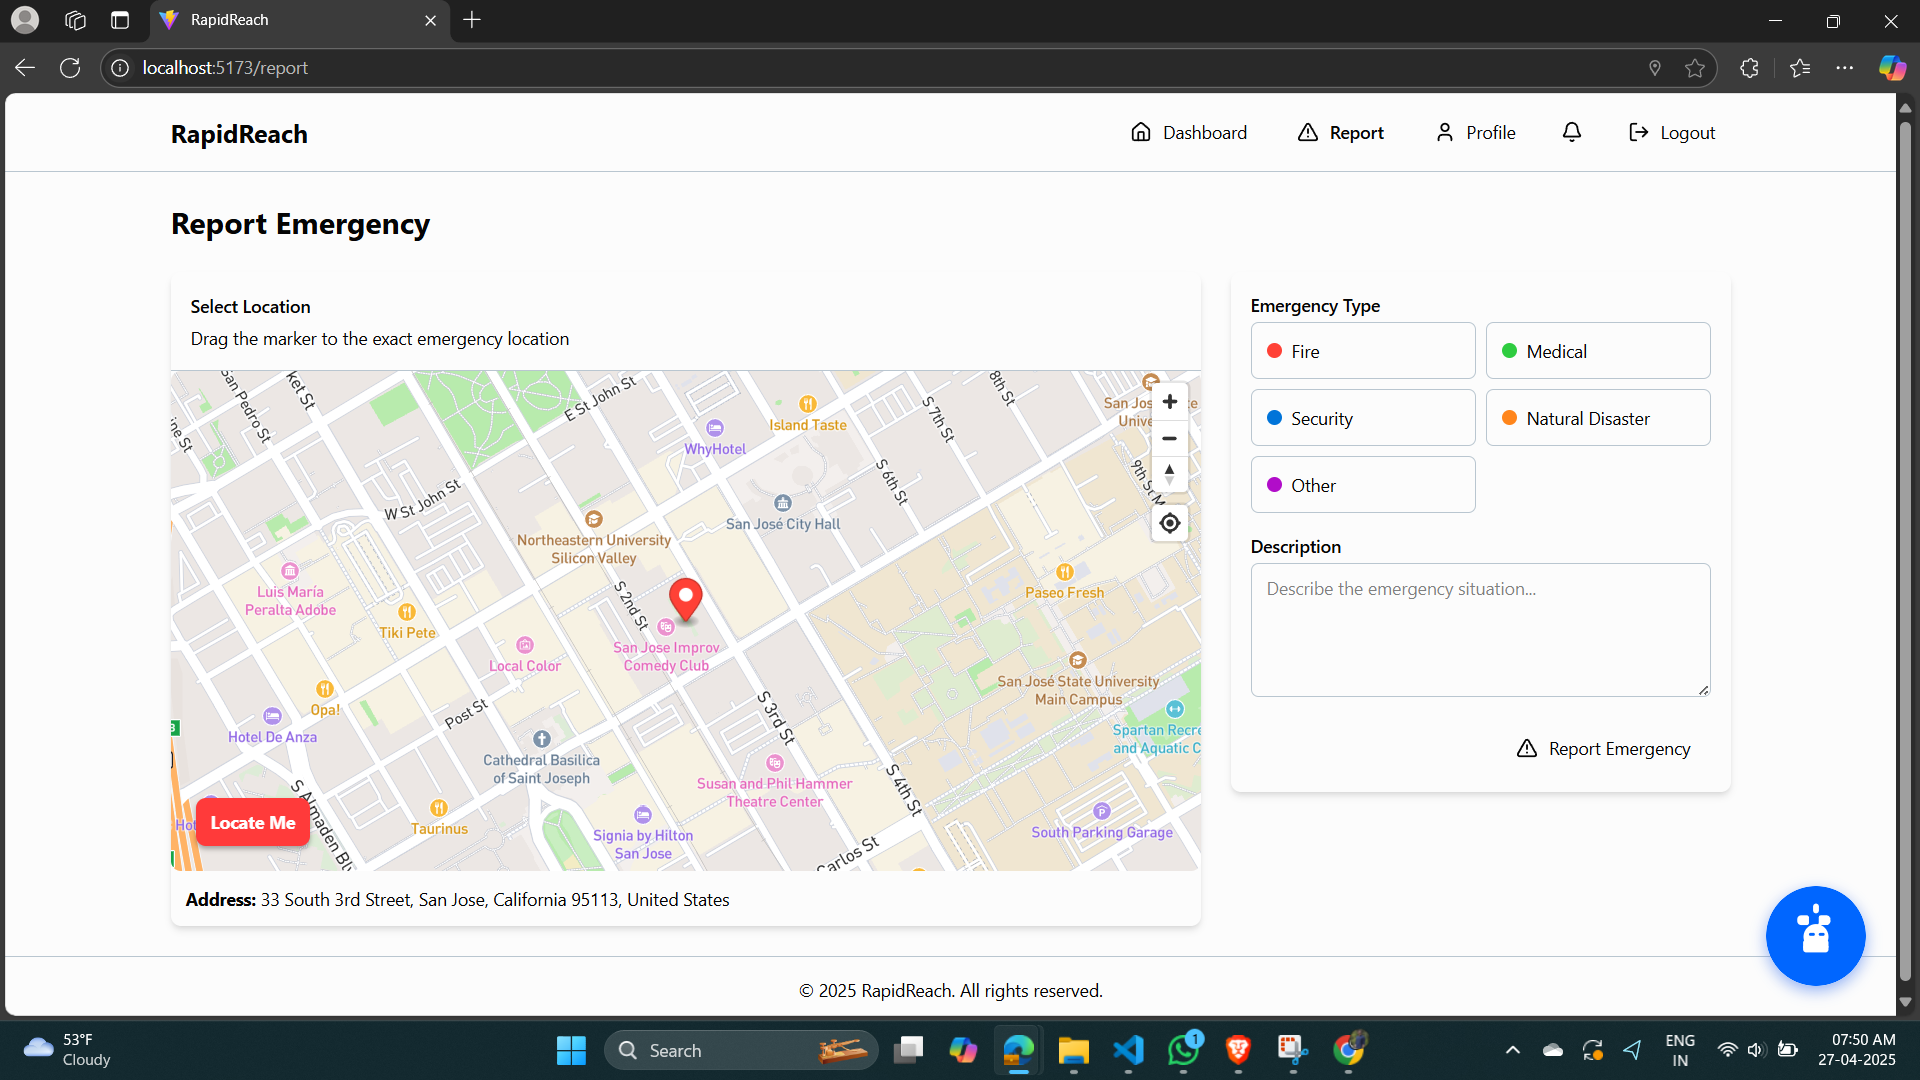 RapidReach
localhost:5173/report
RapidReach
Dashboard
Report
Profile
Logout
Report Emergency
Select Location
Drag the marker to the exact emergency location
San Pedro St
ket St
ine St
E St John St
8th St
S 7th St
San Jos
te
Unive
Island Taste
WhyHotel
S 6th St
9th St
W St John St
San José City Hall
Northeastern University
Silicon Valley
Luis María
Peralta Adobe
S 2nd St
Paseo Fresh
Tiki Pete
San Jose Improv
Comedy Club
Local Color
San José State University
Main Campus
Opa!
Post St
S 3rd St
Hotel De Anza
Spartan Recre
and Aquatic C
Cathedral Basilica
of Saint Joseph
Susan and Phil Hammer
Theatre Center
S 4th St
S Almaden Blv
Hot
Locate Me
Taurinus
Signia by Hilton
San Jose
South Parking Garage
Carlos St
Address: 33 South 3rd Street, San Jose, California 95113, United States
Emergency Type
Fire
Medical
Security
Natural Disaster
Other
Description
Describe the emergency situation...
Report Emergency
© 2025 RapidReach. All rights reserved.
53°F
Cloudy
Search
1
ENG
IN
07:50 AM
27-04-2025